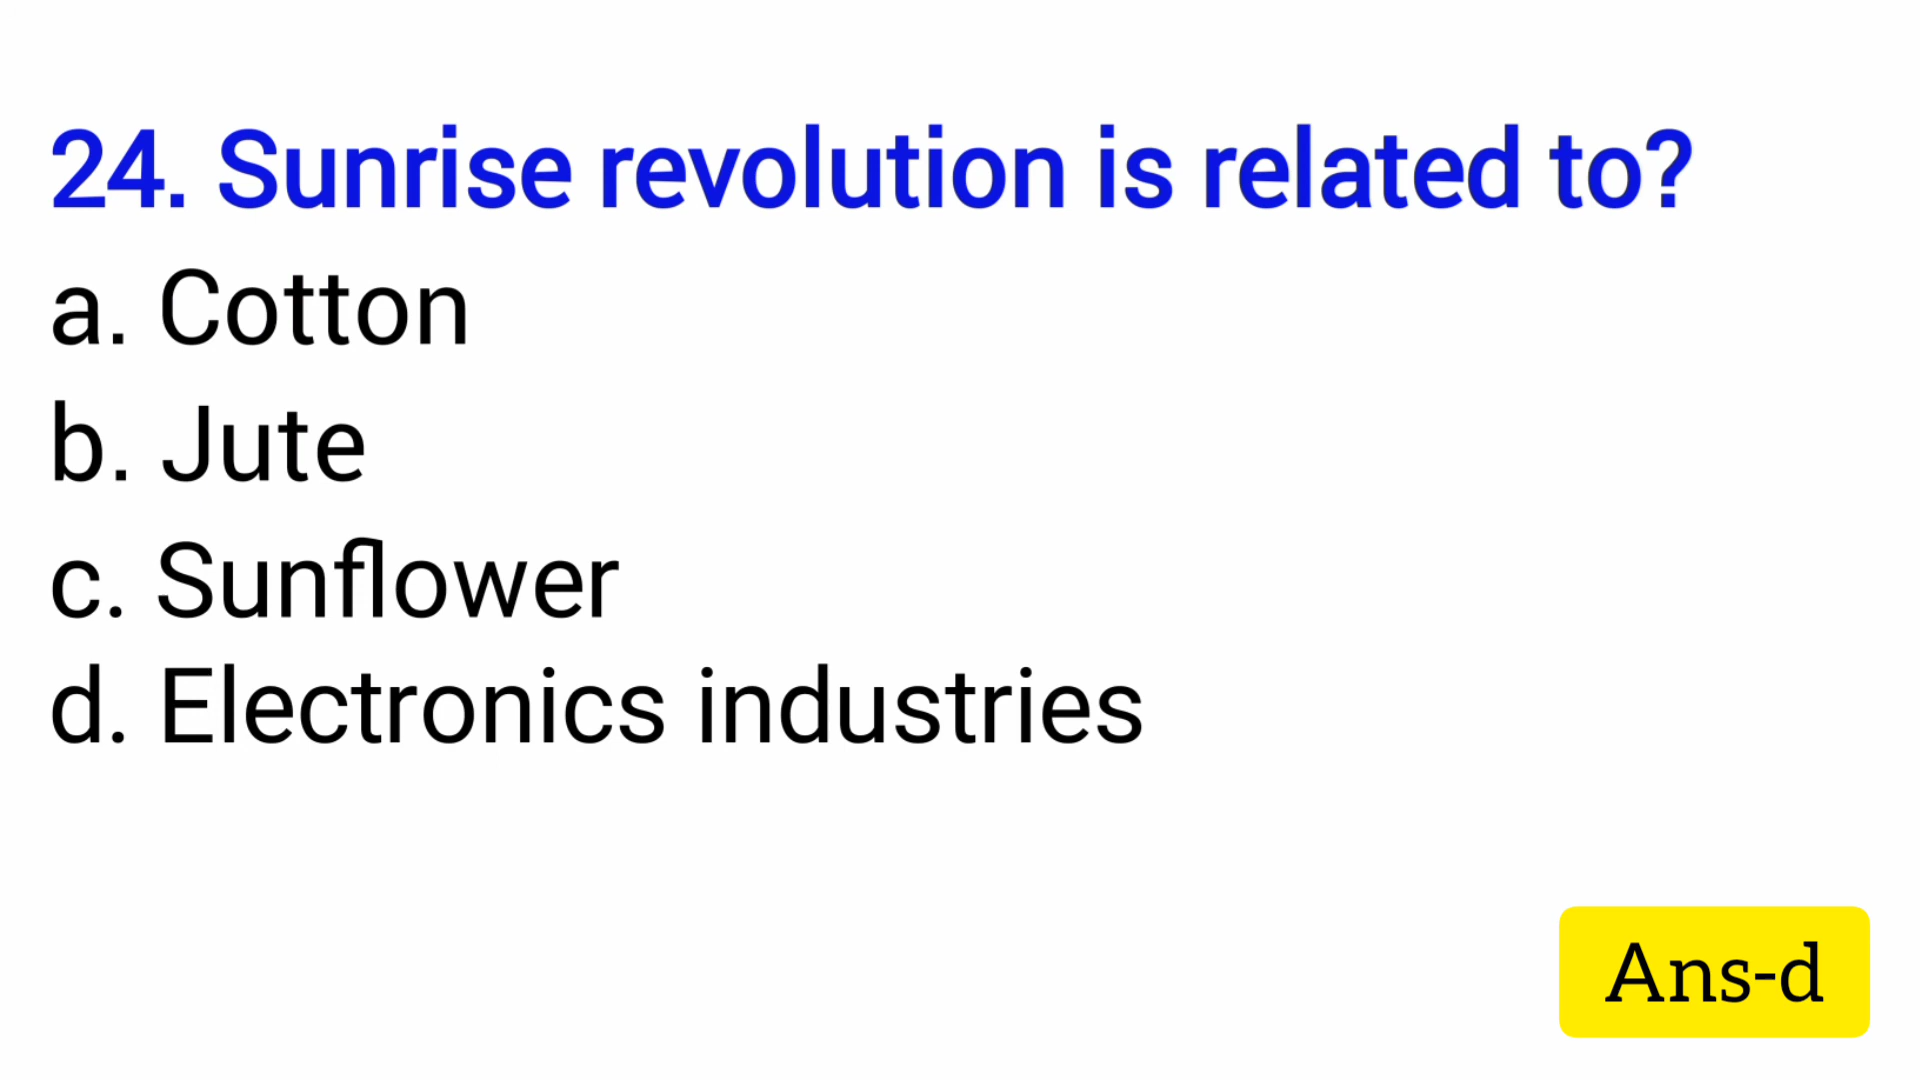 24. Sunrise revolution is related to?
a. Cotton
b. Jute
c. Sunflower
d. Electronics industries
Ans-d